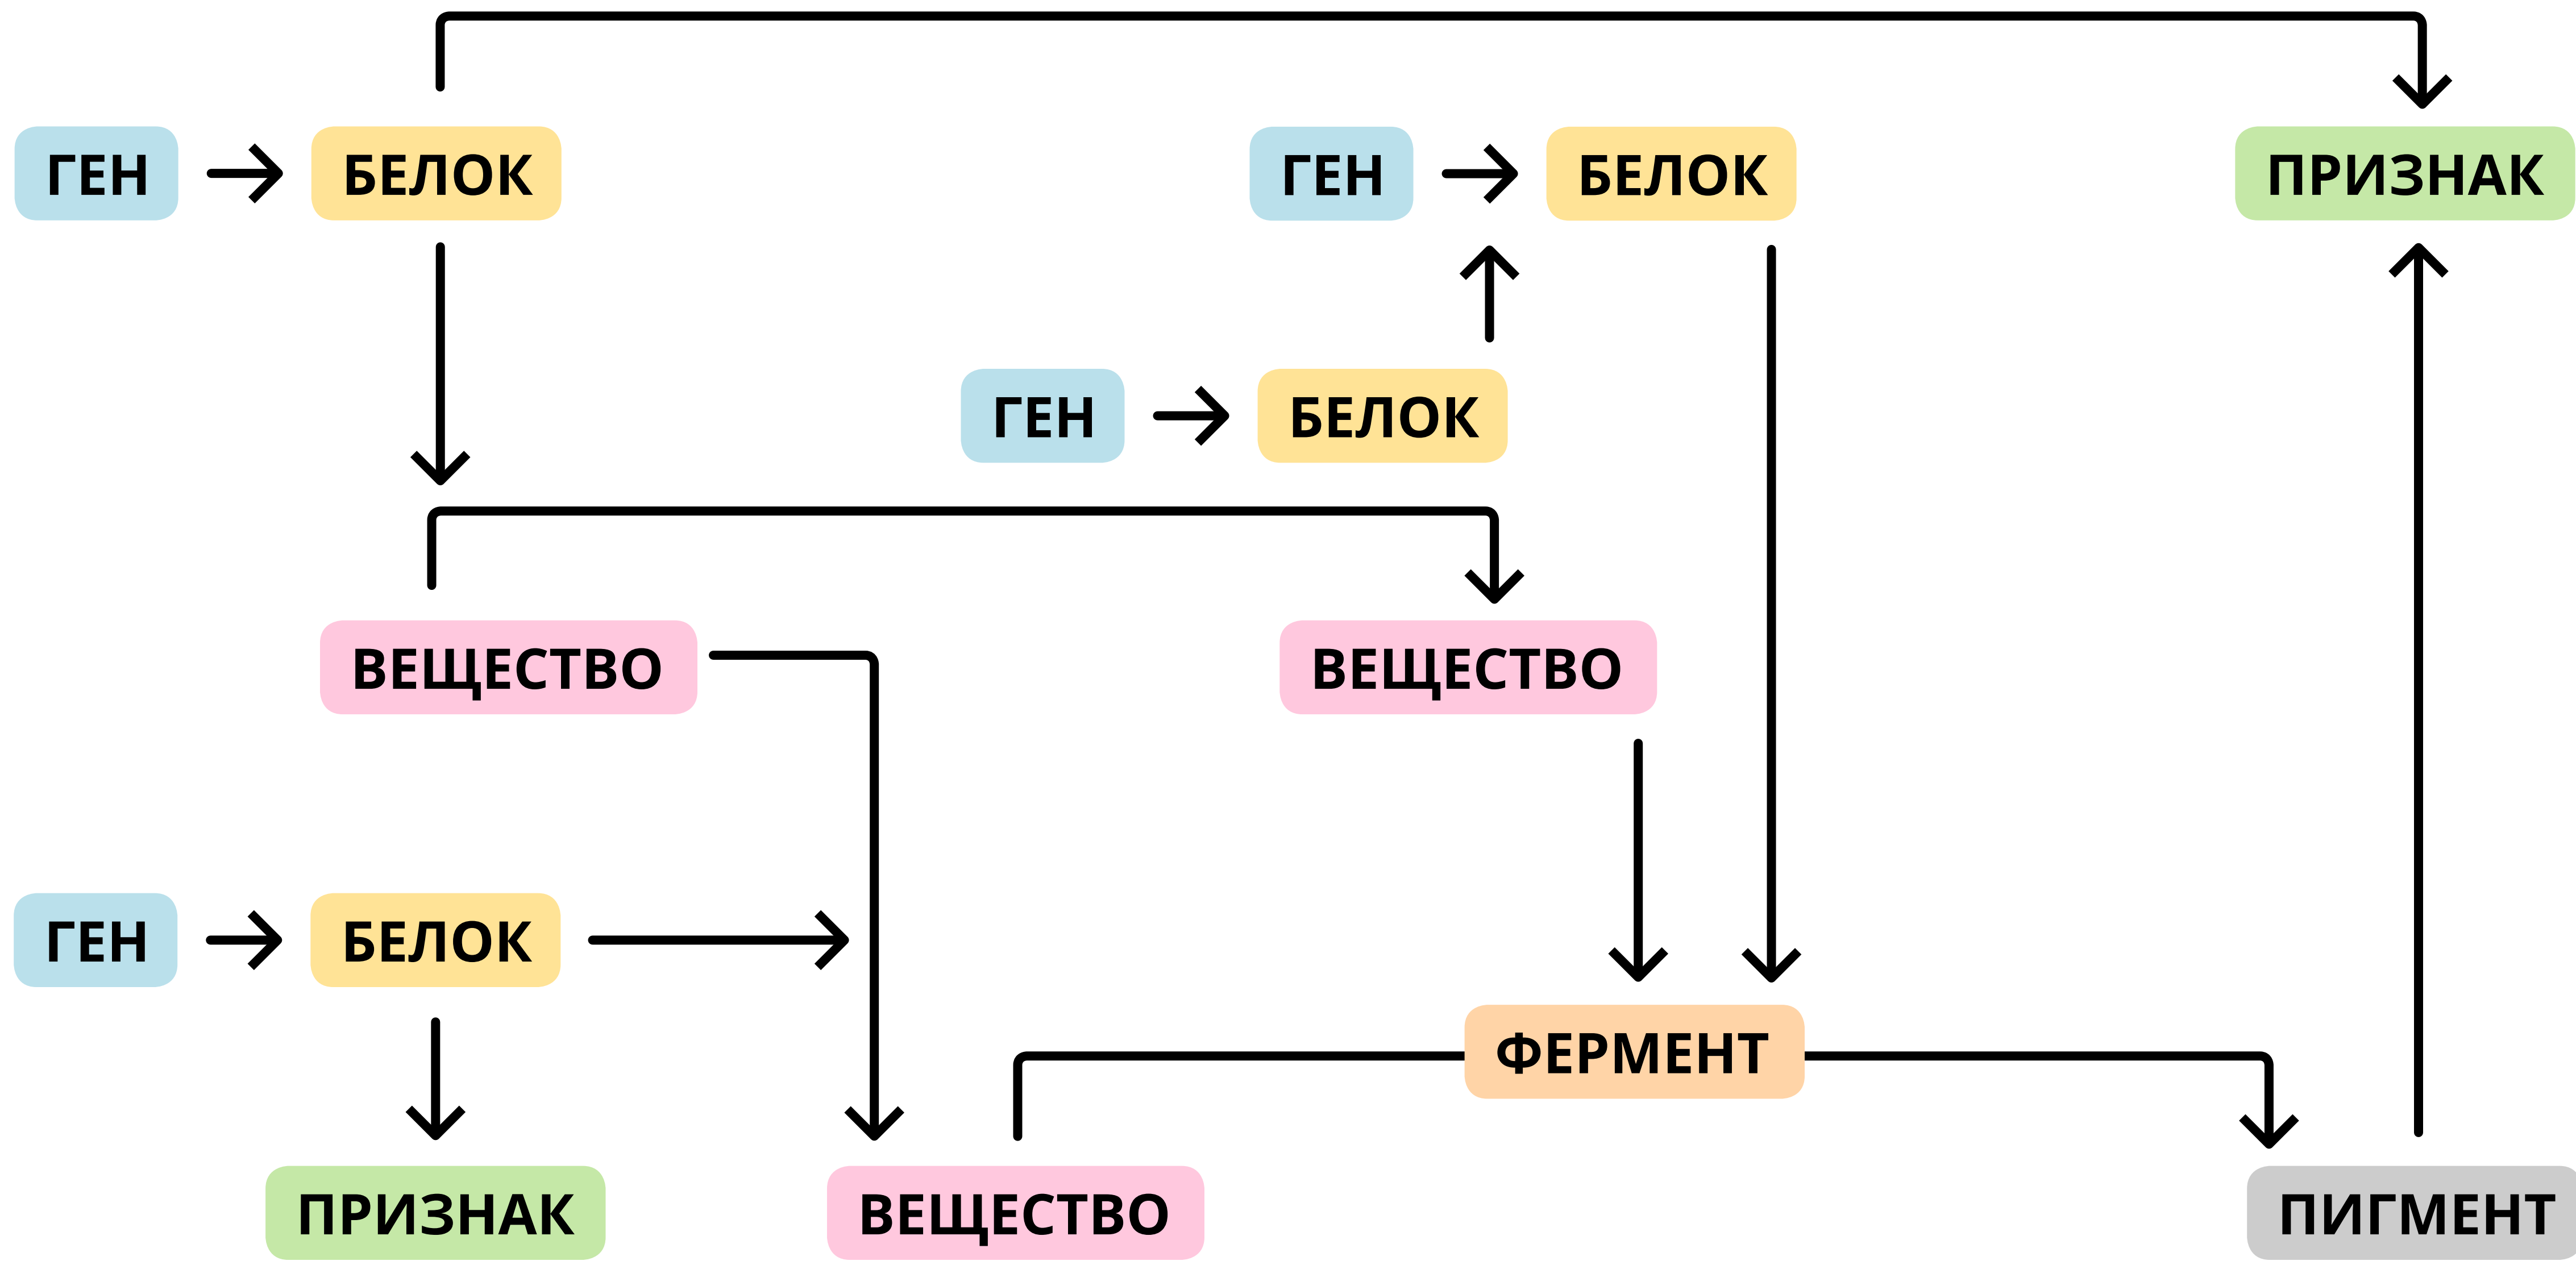 ГЕН
БЕЛОК
ГЕН
БЕЛОК
ПРИЗНАК
ГЕН
БЕЛОК
ВЕЩЕСТВО
ВЕЩЕСТВО
ГЕН
БЕЛОК
ФЕРМЕНТ
ПРИЗНАК
ВЕЩЕСТВО
ПИГМЕНТ